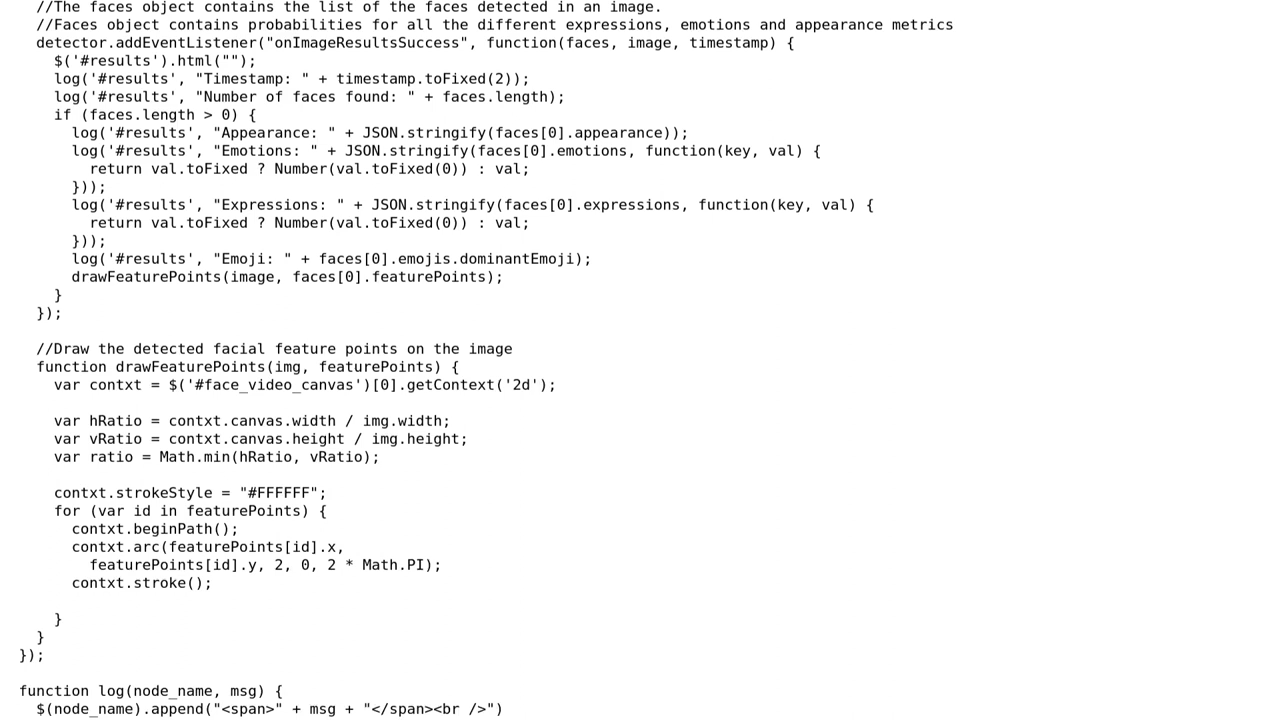 //The faces object contains the list of the faces detected in an image.
//Faces object contains probabilities for all the different expressions, emotions and appearance metrics
detector.addEventListener("onImageResultsSuccess", function(faces, image, timestamp) {
$('#results').html("");
log('#results', "Timestamp: " + timestamp.toFixed(2));
log('#results', "Number of faces found: " + faces.length);
if (faces.length > 0) {
log('#results', "Appearance: " + JSON.stringify(faces[0].appearance));
log('#results', "Emotions: " + JSON.stringify(faces[0].emotions, function(key, val) {
return val.toFixed ? Number(val.toFixed(0)) : val;
}));
log('#results', "Expressions: " + JSON.stringify(faces[0].expressions, function(key, val) {
return val.toFixed ? Number(val.toFixed(0)) : val;
}));
log('#results', "Emoji: " + faces[0].emojis.dominantEmoji);
drawFeaturePoints(image, faces[0].featurePoints);
}
});
//Draw the detected facial feature points on the image
function drawFeaturePoints(img, featurePoints) {
var contxt = $('#face_video_canvas')[0].getContext('2d');
var hRatio = contxt.canvas.width / img.width;
var vRatio = contxt.canvas.height / img.height;
var ratio = Math.min(hRatio, vRatio);
contxt.strokeStyle = "#FFFFFF";
for (var id in featurePoints) {
contxt.beginPath();
contxt.arc(featurePoints[id].x,
featurePoints[id].y, 2, 0, 2 * Math.PI);
contxt.stroke();
}
}
});
function log(node_name, msg) {
$(node_name).append("<span>" + msg + "</span><br />")